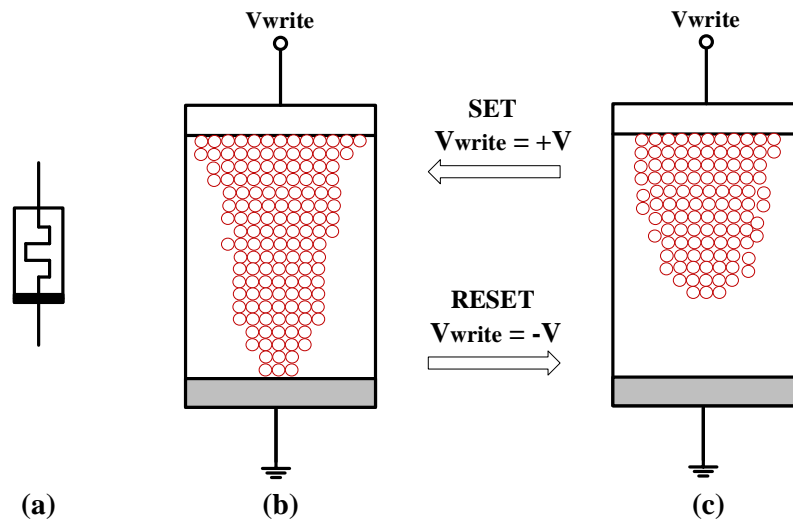 Vwrite
Vwrite
SET
Vwrite = +V
RESET
Vwrite = -V
(a)
(b)
(c)